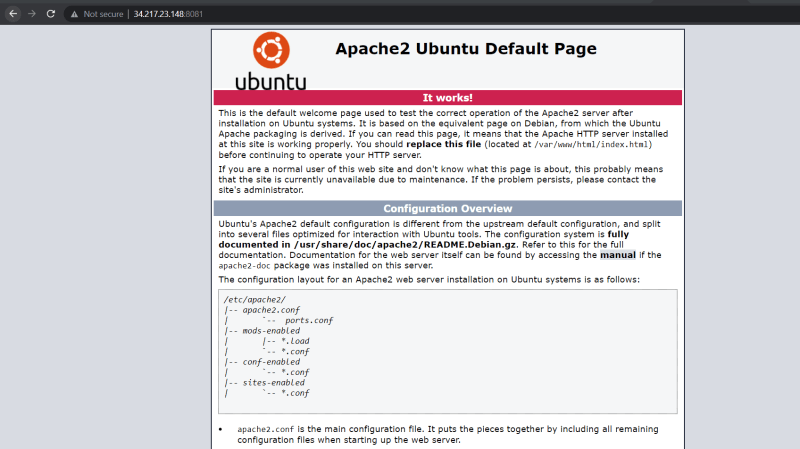 Not secure | 34.217.23.148:8081
ubuntu
Apache2 Ubuntu Default Page
It works!
This is the default welcome page used to test the correct operation of the Apache2 server after
installation on Ubuntu systems. It is based on the equivalent page on Debian, from which the Ubuntu
Apache packaging is derived. If you can read this page, it means that the Apache HTTP server installed
at this site is working properly. You should replace this file (located at /var/www/html/index.html)
before continuing to operate your HTTP server.
If you are a normal user of this web site and don't know what this page is about, this probably means
that the site is currently unavailable due to maintenance. If the problem persists, please contact the
site's administrator.
Configuration Overview
Ubuntu's Apache2 default configuration is different from the upstream default configuration, and split
into several files optimized for interaction with Ubuntu tools. The configuration system is fully
documented in /usr/share/doc/apache2/README.Debian.gz. Refer to this for the full
documentation. Documentation for the web server itself can be found by accessing the manual if the
apache2-doc package was installed on this server.
The configuration layout for an Apache2 web server installation on Ubuntu systems is as follows:
/etc/apache2/
|-- apache2.conf
|       `--  ports.conf
|-- mods-enabled
|       |-- *.load
|       `-- *.conf
|-- conf-enabled
|       `-- *.conf
|-- sites-enabled
|       `-- *.conf
• apache2.conf is the main configuration file. It puts the pieces together by including all remaining
configuration files when starting up the web server.